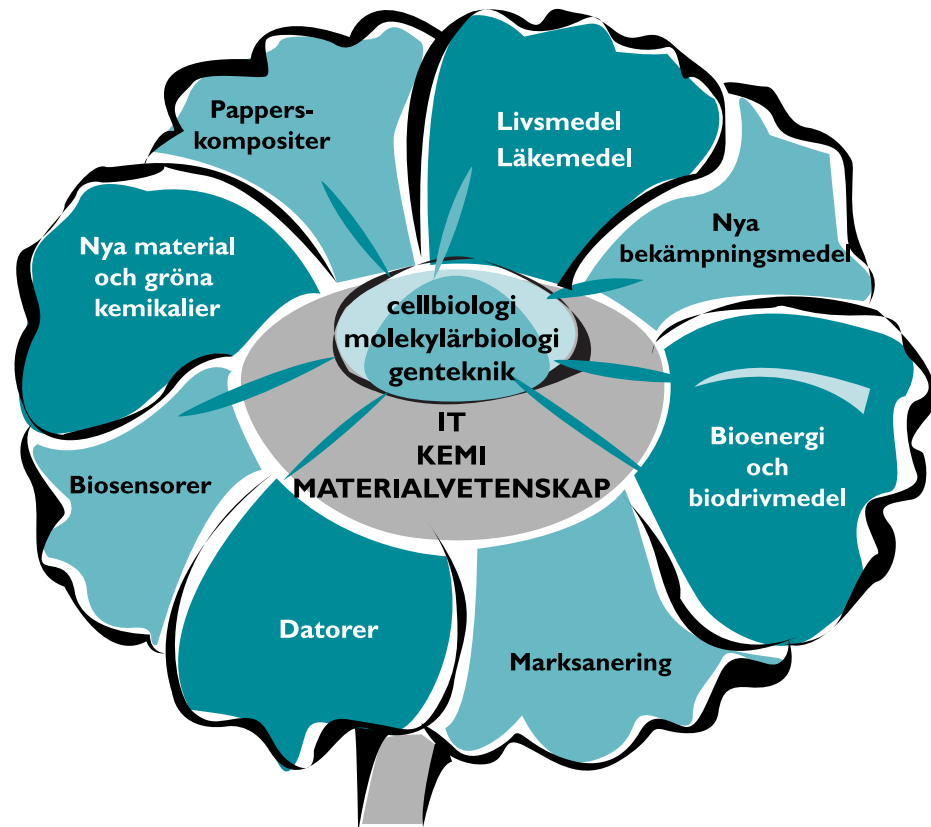 Pappers-
kompositer
Livsmedel
Läkemedel
Nya
bekämpningsmedel
Nya material
och gröna
kemikalier
cellbiologi
molekylärbiologi
genteknik
IT
KEMI
MATERIALVETENSKAP
Bioenergi
och
biodrivmedel
Biosensorer
Datorer
Marksanering